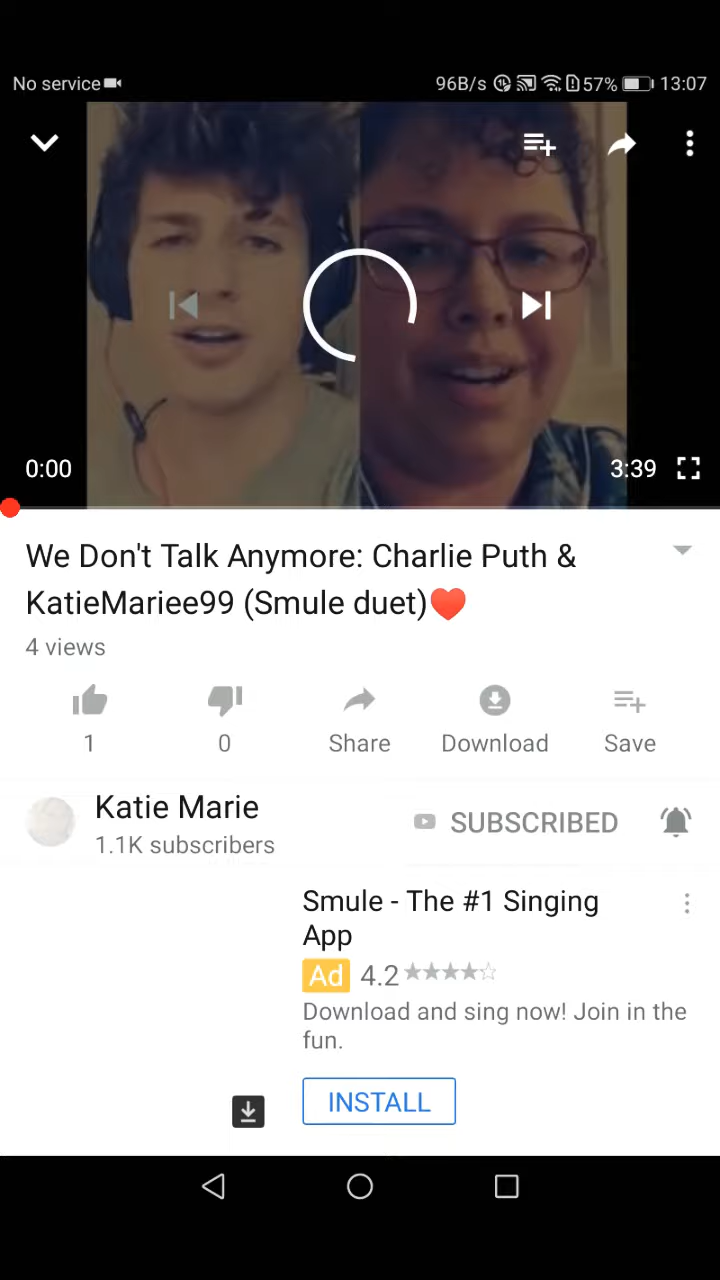 No service 96B/s 57% 13:07
0:00 3:39
We Don't Talk Anymore: Charlie Puth &
KatieMariee99 (Smule duet)❤️
4 views
1 0 Share Download Save
Katie Marie
1.1K subscribers
SUBSCRIBED
Smule - The #1 Singing
App
Ad 4.2
Download and sing now! Join in the
fun.
INSTALL